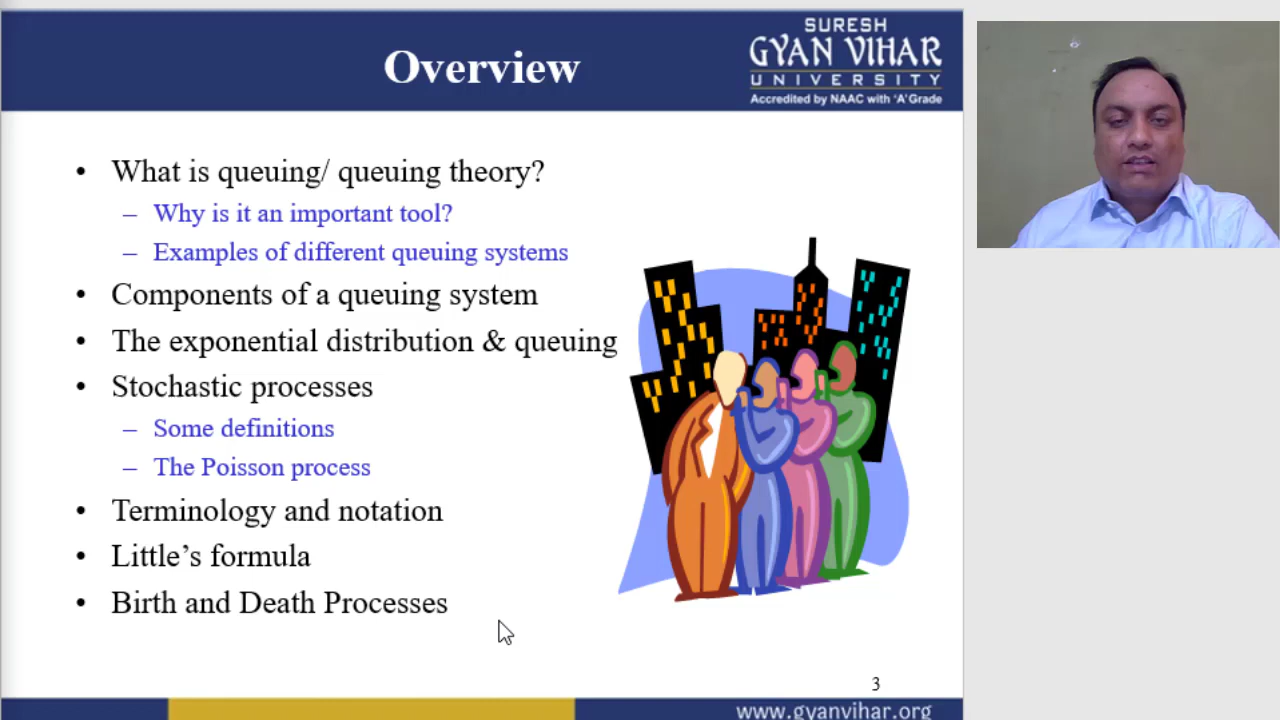 Overview
SURESH
GYAN VIHAR
UNIVERSITY
Accredited by NAAC with 'A' Grade
• What is queuing/ queuing theory?
– Why is it an important tool?
– Examples of different queuing systems
• Components of a queuing system
• The exponential distribution & queuing
• Stochastic processes
– Some definitions
– The Poisson process
• Terminology and notation
• Little's formula
• Birth and Death Processes
3
www.gyanvihar.org